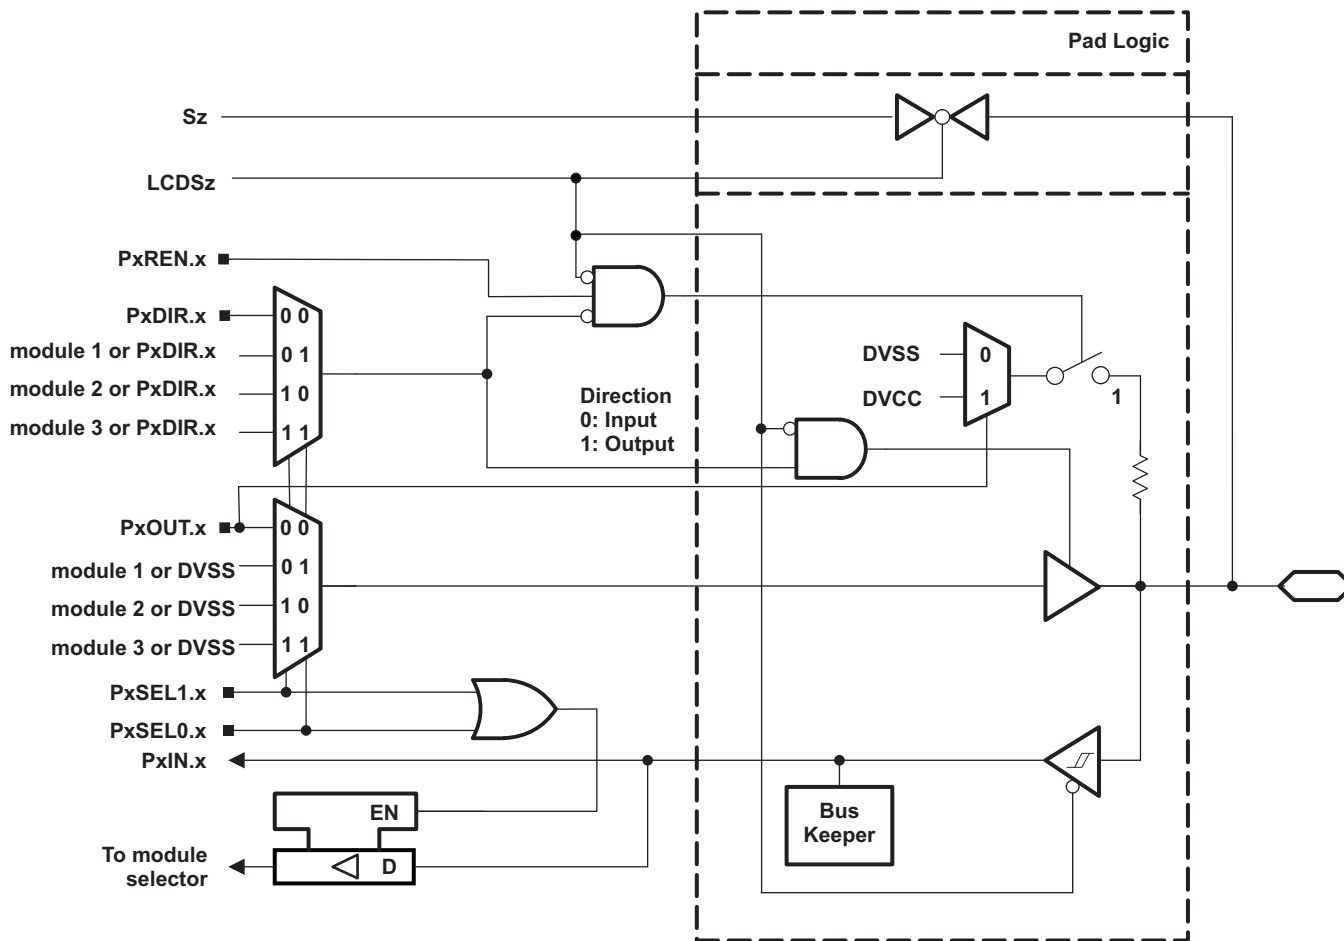 Pad Logic
Sz
LCDSz
PxREN.x
PxDIR.x
0 0
module 1 or PxDIR.x
0 1
module 2 or PxDIR.x
1 0
module 3 or PxDIR.x
1 1
Direction
0: Input
1: Output
DVSS
0
DVCC
1
1
PxOUT.x
0 0
module 1 or DVSS
0 1
module 2 or DVSS
1 0
module 3 or DVSS
1 1
PxSEL1.x
PxSEL0.x
PxIN.x
EN
D
To module
selector
Bus
Keeper